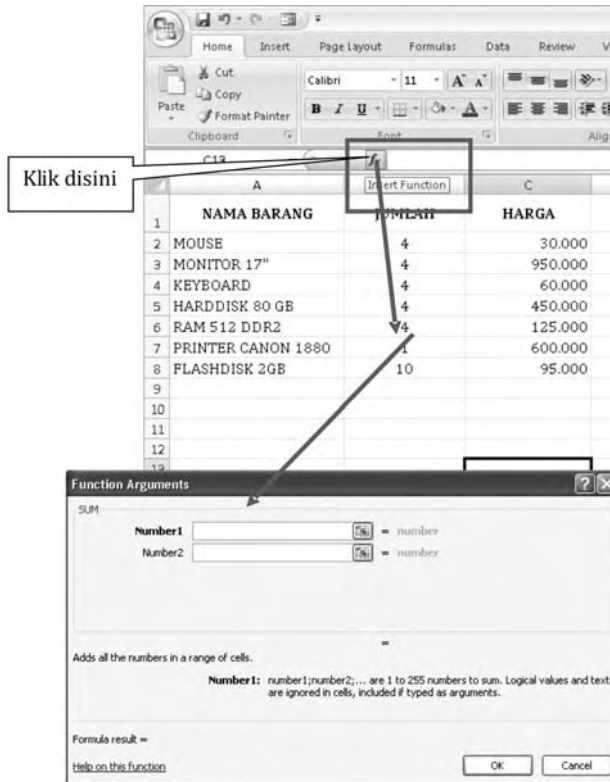 Home Insert Page Layout Formulas Data Review V
Cut
Copy
Format Painter
Paste
Clipboard
Calibri 11 A A
B I U A
Font
Alig
Klik disini
C13 fx
Insert Function
A C
1 NAMA BARANG JUMLAH HARGA
2 MOUSE 4 30.000
3 MONITOR 17" 4 950.000
4 KEYBOARD 4 60.000
5 HARDDISK 80 GB 4 450.000
6 RAM 512 DDR2 4 125.000
7 PRINTER CANON 1880 1 600.000
8 FLASHDISK 2GB 10 95.000
9
10
11
12
13
Function Arguments
SUM
Number1 = number
Number2 = number
=
Adds all the numbers in a range of cells.
Number1: number1;number2;... are 1 to 255 numbers to sum. Logical values and text
are ignored in cells, included if typed as arguments.
Formula result =
Help on this function OK Cancel